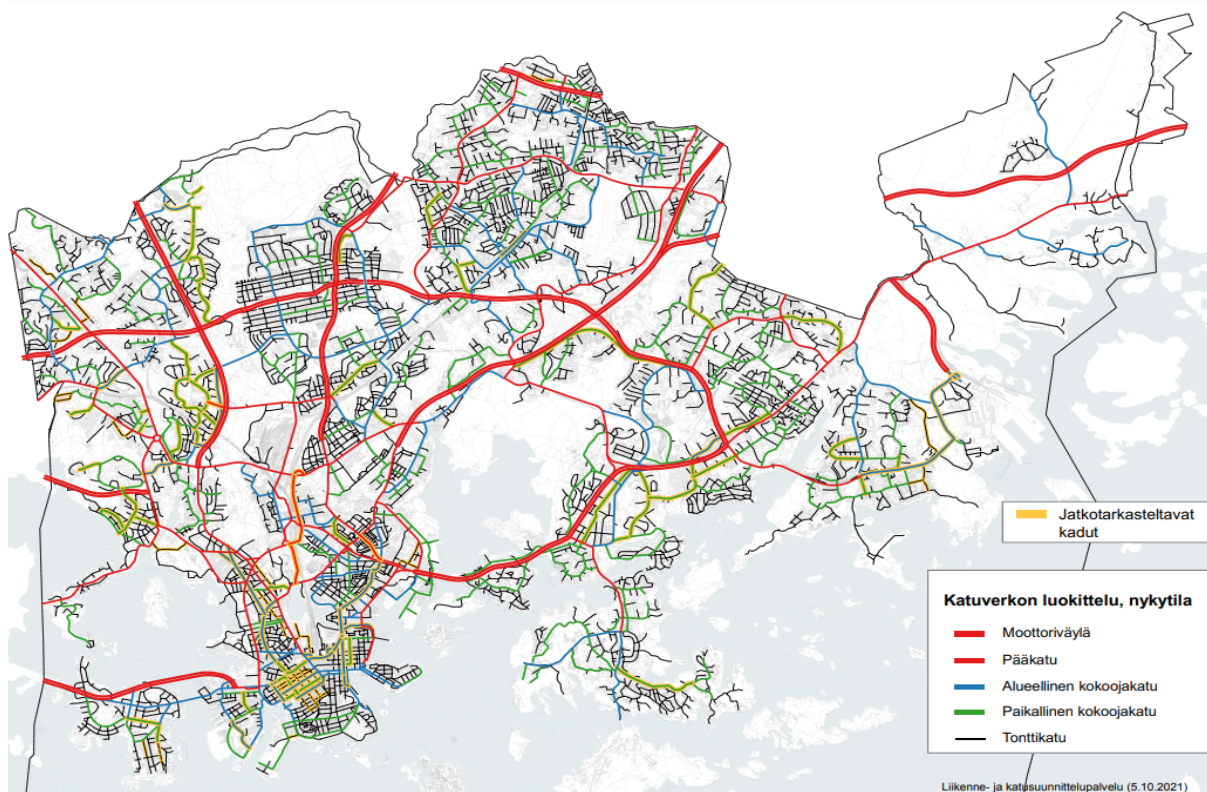 Jatkotarkasteltavat
kadut
Katuverkon luokittelu, nykytila
Moottoriväylä
Pääkatu
Alueellinen kokoojakatu
Paikallinen kokoojakatu
Tonttikatu
Liikenne- ja katusuunnittelupalvelu (5.10.2021)